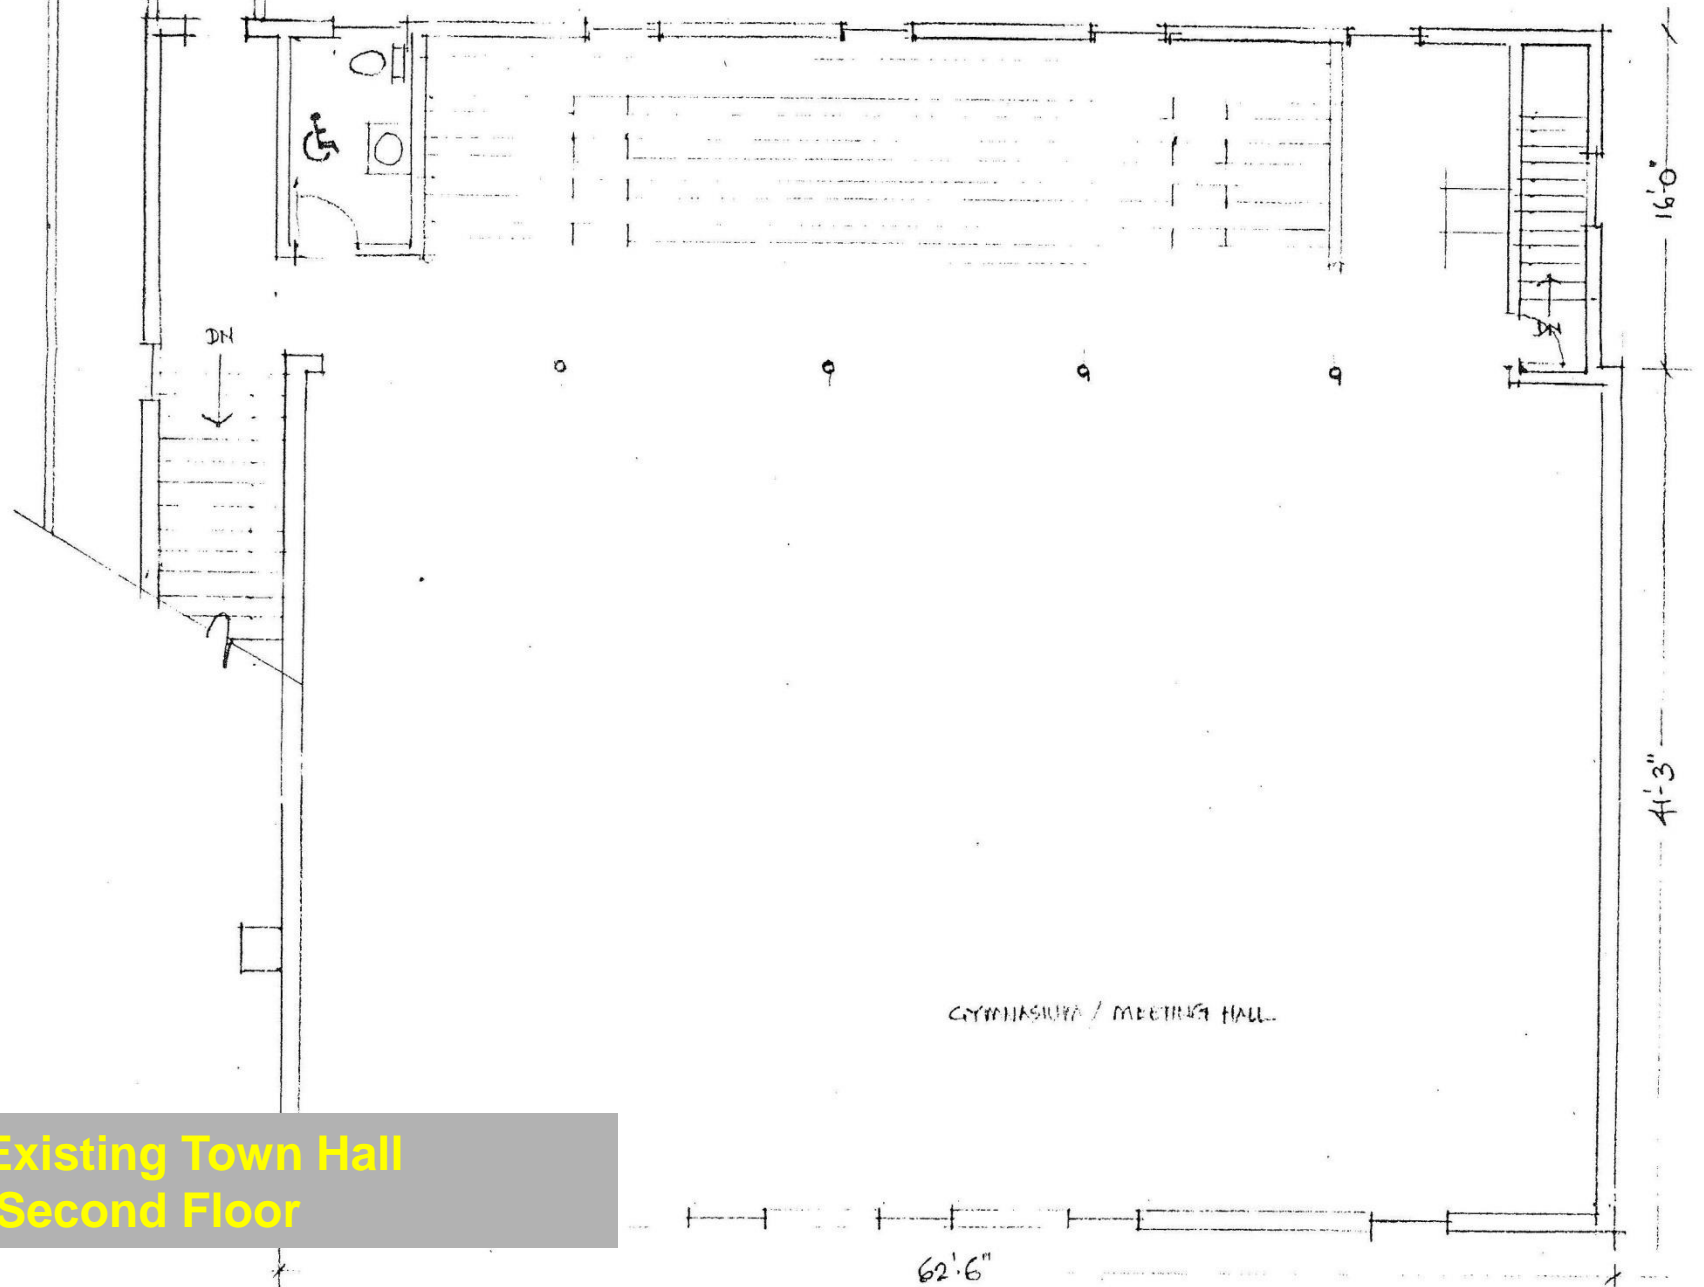 16'-0"
DN
DN
41'-3"
GYMNASIUM / MEETING HALL
Existing Town Hall
Second Floor
62'-6"